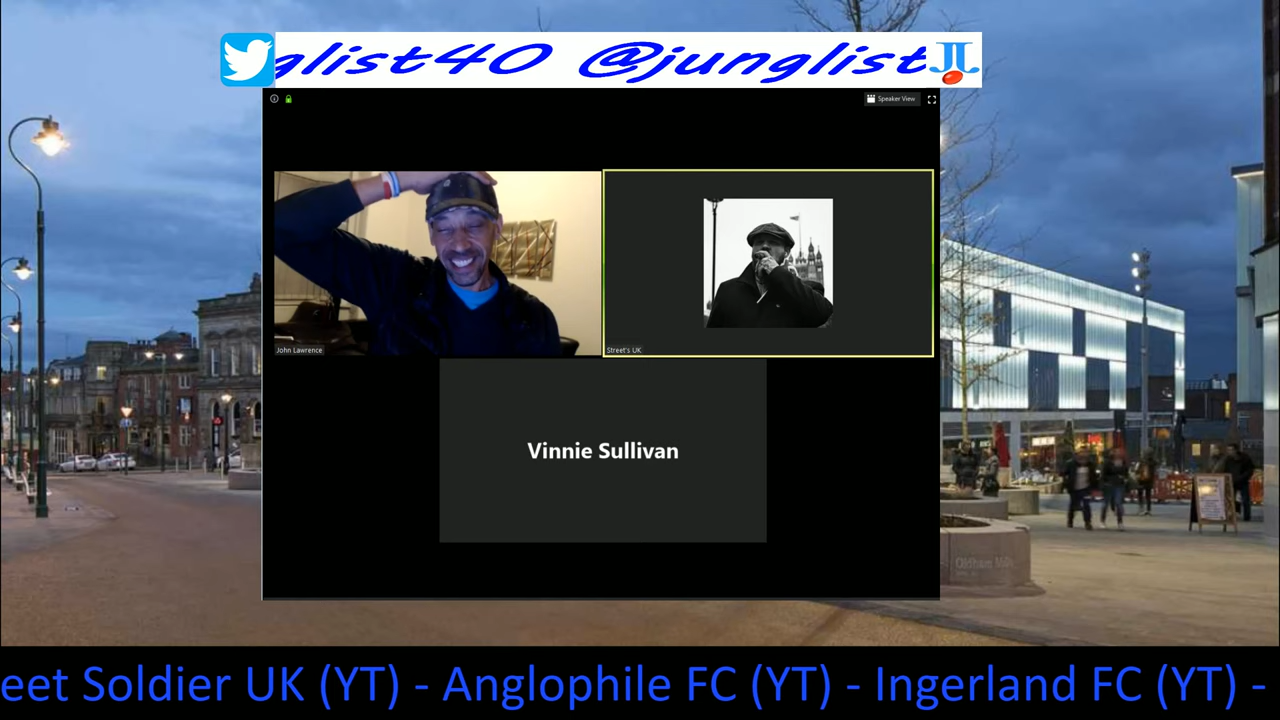 glist40 @junglist
Speaker View
John Lawrence
Street's UK
Vinnie Sullivan
Oldham
eet Soldier UK (YT) - Anglophile FC (YT) - Ingerland FC (YT) -